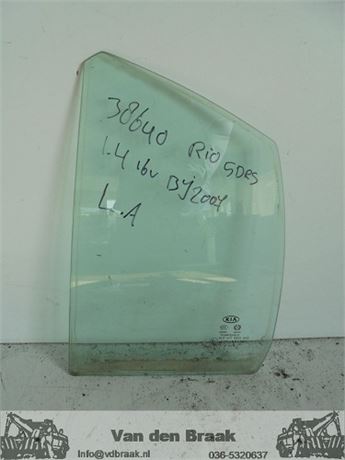 38640 Rio 5DRS
1.4 16v BJ2004
L.A
KIA
Van den Braak
Info@vdbraak.nl
036-5320637